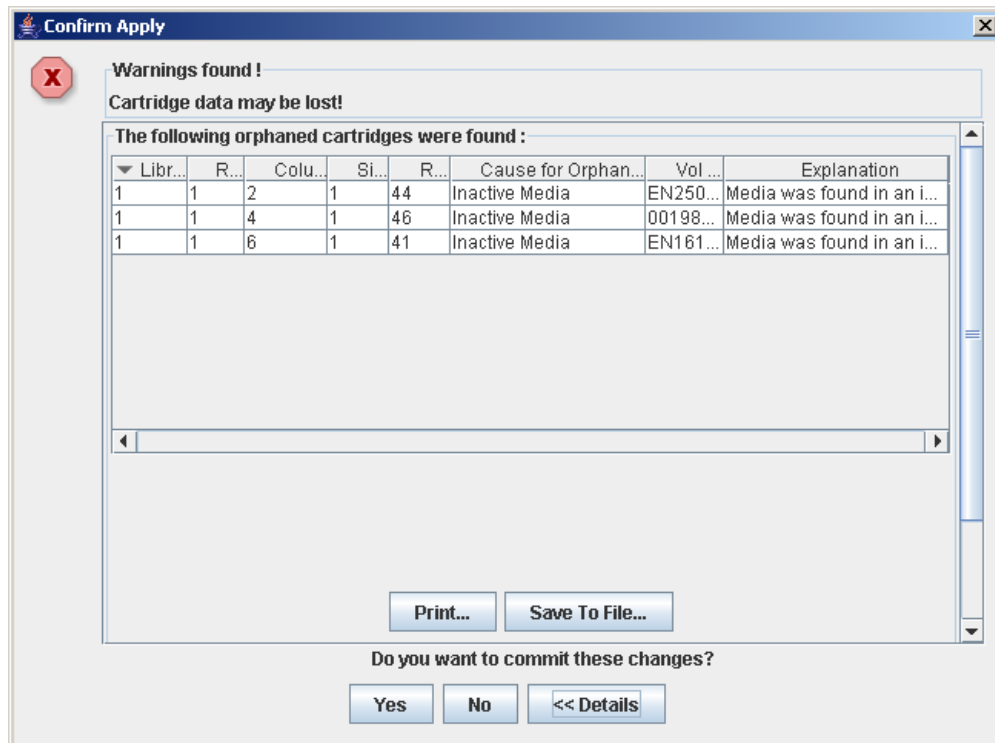 Confirm Apply
Warnings found !
Cartridge data may be lost!
The following orphaned cartridges were found :
Libr... R... Colu... Si... R... Cause for Orphan... Vol ... Explanation
1 1 2 1 44 Inactive Media EN250... Media was found in an i...
1 1 4 1 46 Inactive Media 00198... Media was found in an i...
1 1 6 1 41 Inactive Media EN161... Media was found in an i...
Print... Save To File...
Do you want to commit these changes?
Yes No << Details